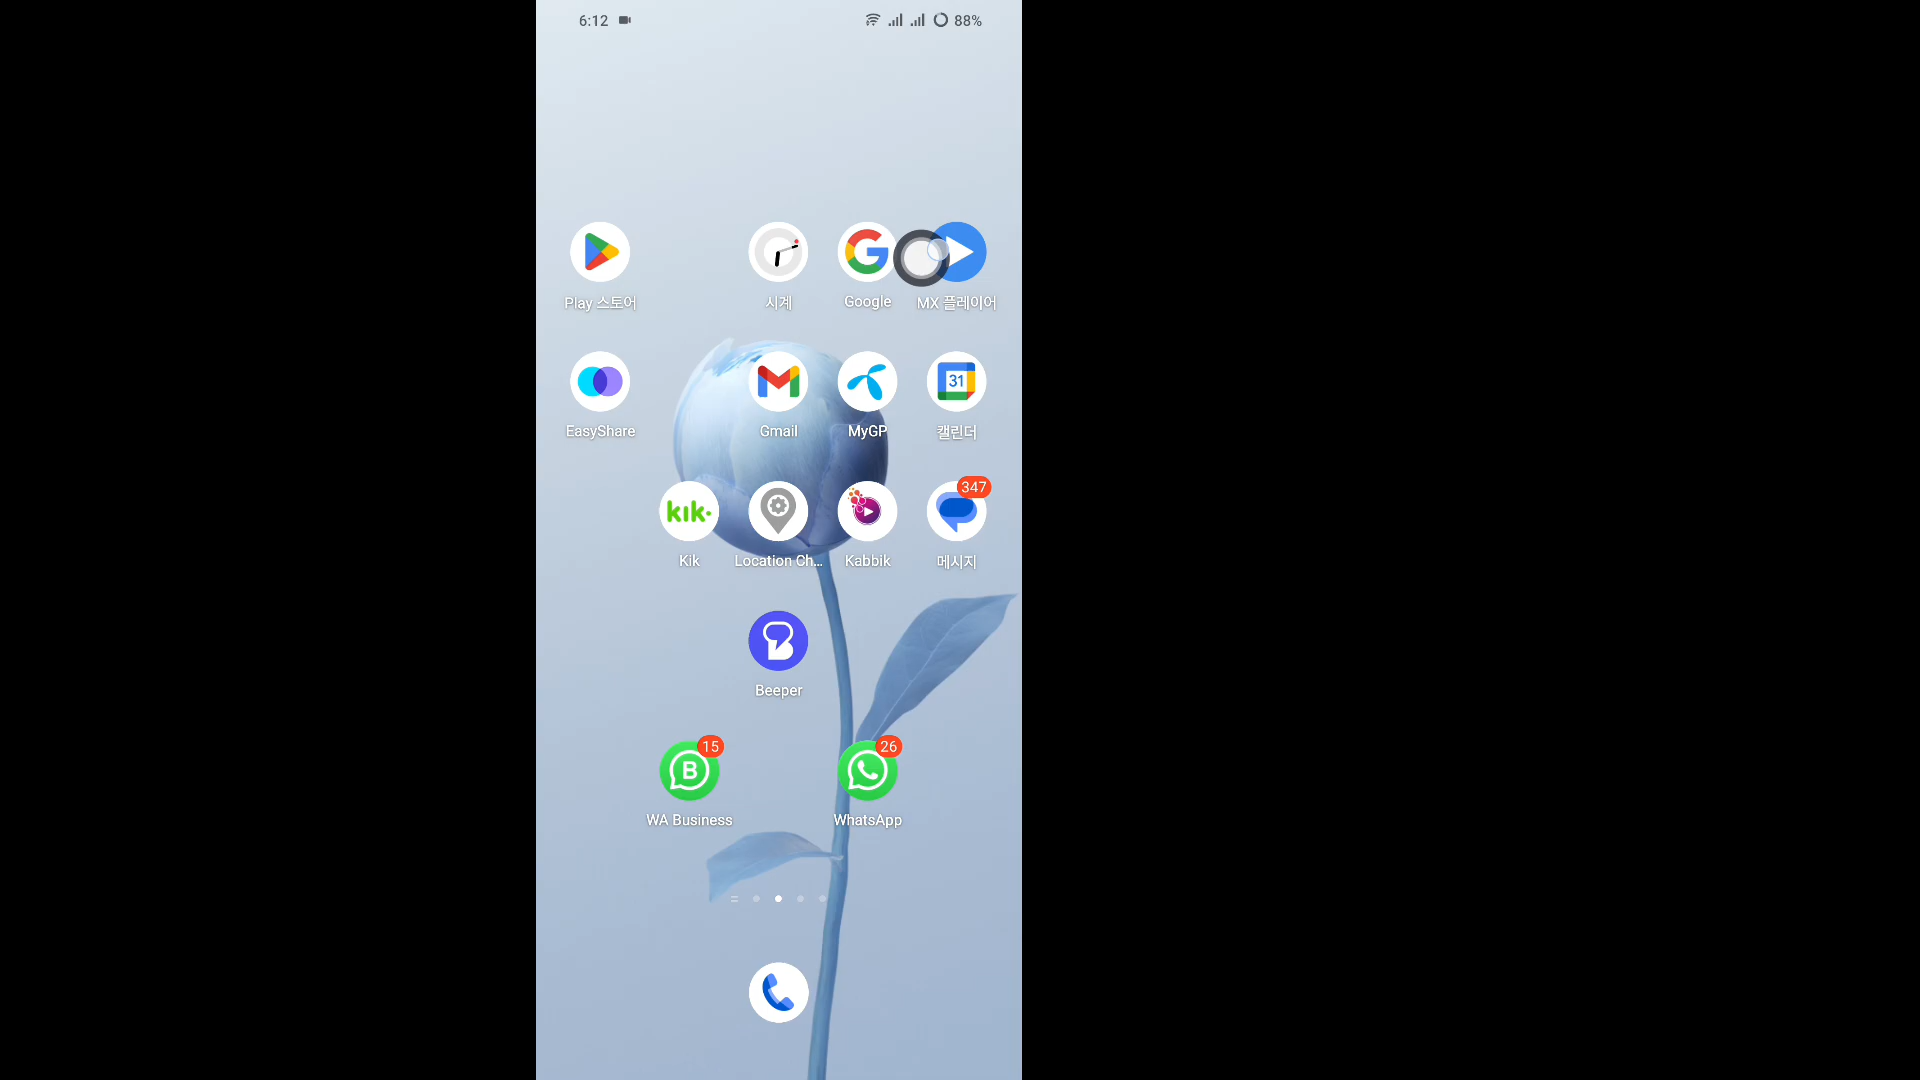 6:12
88%
Play 스토어
시계
Google
MX 플레이어
EasyShare
Gmail
MyGP
31
캘린더
kik.
Kik
Location Ch...
Kabbik
347
메시지
Beeper
B
15
WA Business
26
WhatsApp